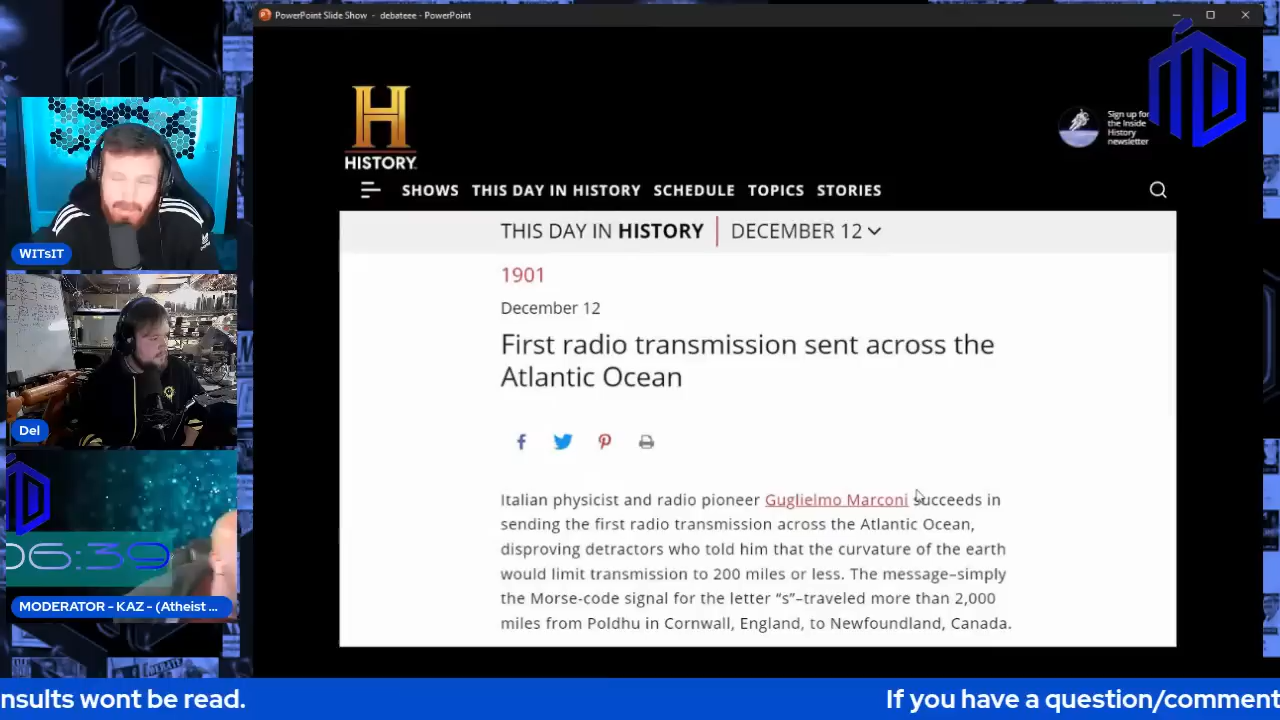 PowerPoint Slide Show - debateee - PowerPoint
HISTORY
Sign up for
the Inside
History
newsletter
SHOWS THIS DAY IN HISTORY SCHEDULE TOPICS STORIES
THIS DAY IN HISTORY | DECEMBER 12
1901
December 12
First radio transmission sent across the
Atlantic Ocean
Italian physicist and radio pioneer Guglielmo Marconi succeeds in
sending the first radio transmission across the Atlantic Ocean,
disproving detractors who told him that the curvature of the earth
would limit transmission to 200 miles or less. The message–simply
the Morse-code signal for the letter “s”–traveled more than 2,000
miles from Poldhu in Cornwall, England, to Newfoundland, Canada.
WITsIT
Del
06:39
MODERATOR - KAZ - (Atheist ...
nsults wont be read.
If you have a question/comment